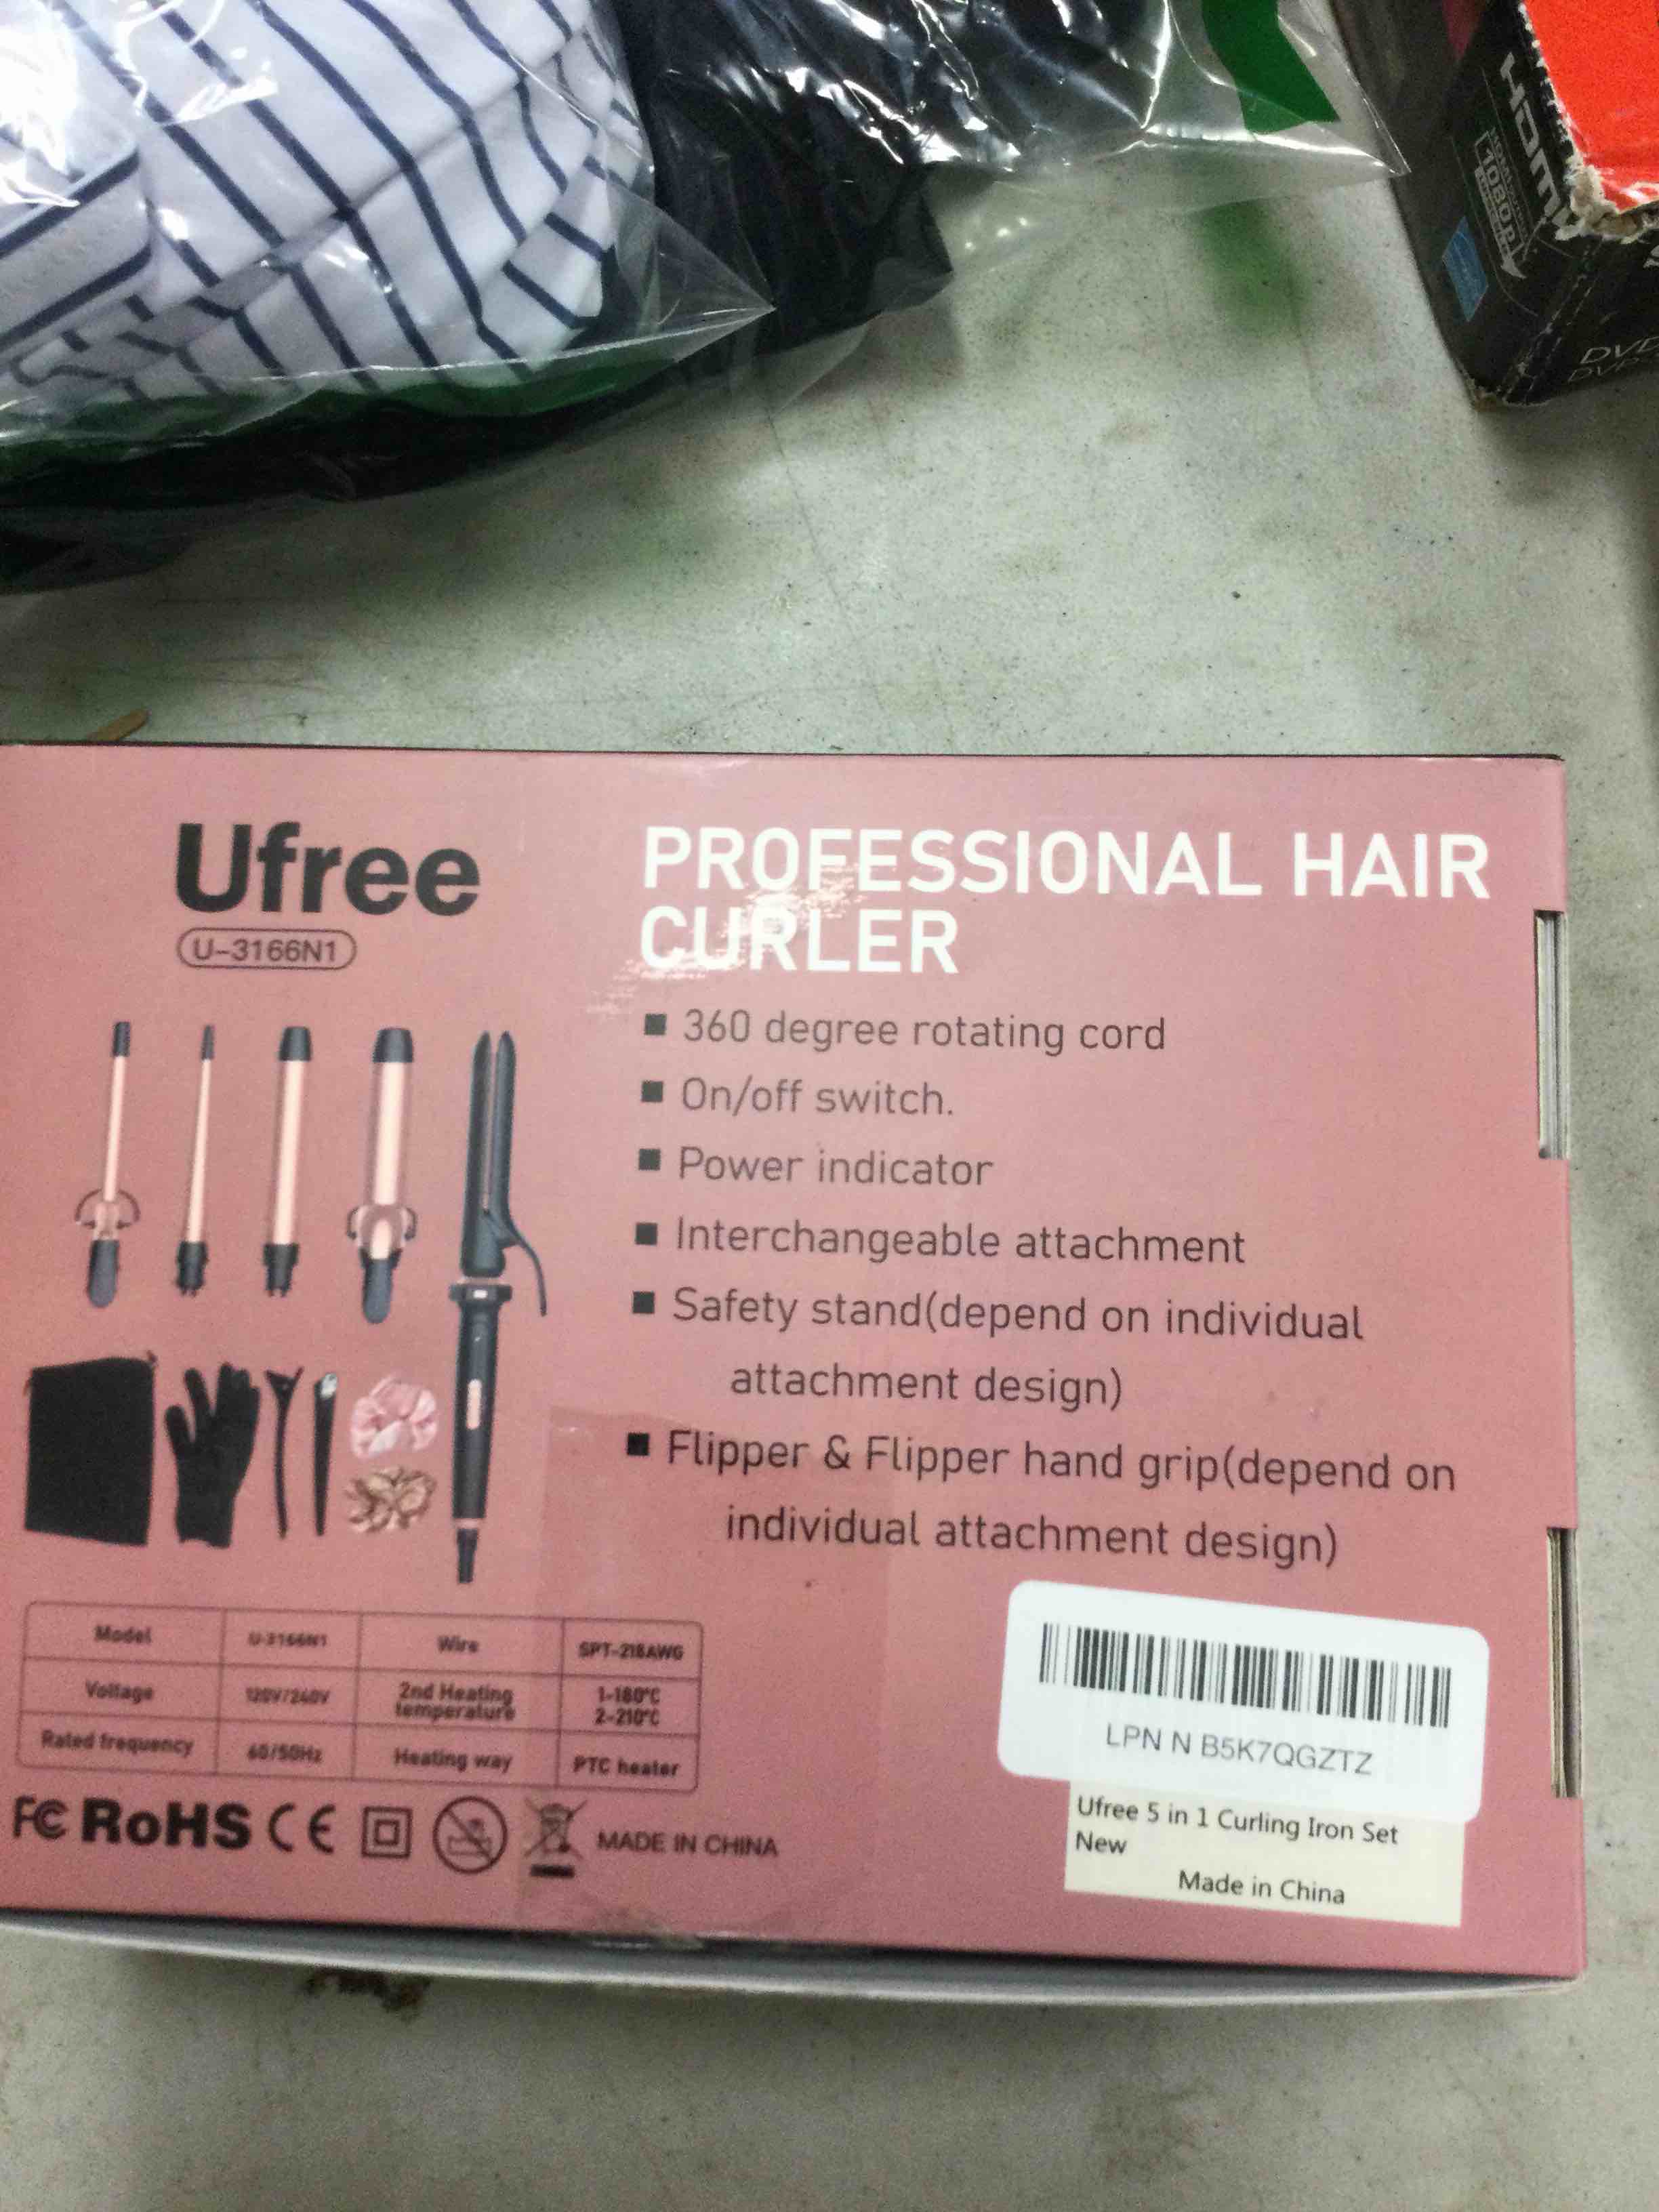 HDMI
1080p
DVD
Ufree
U-3166N1
PROFESSIONAL HAIR
CURLER
■ 360 degree rotating cord
■ On/off switch.
■ Power indicator
■ Interchangeable attachment
■ Safety stand(depend on individual
attachment design)
■ Flipper & Flipper hand grip(depend on
individual attachment design)
Model U-3166N1 Wire SPT-218AWG
Voltage 120V/240V 2nd Heating temperature 1-180°C 2-210°C
Rated frequency 60/50Hz Heating way PTC heater
FC RoHS CE MADE IN CHINA
LPN N B5K7QGZTZ
Ufree 5 in 1 Curling Iron Set
New
Made in China